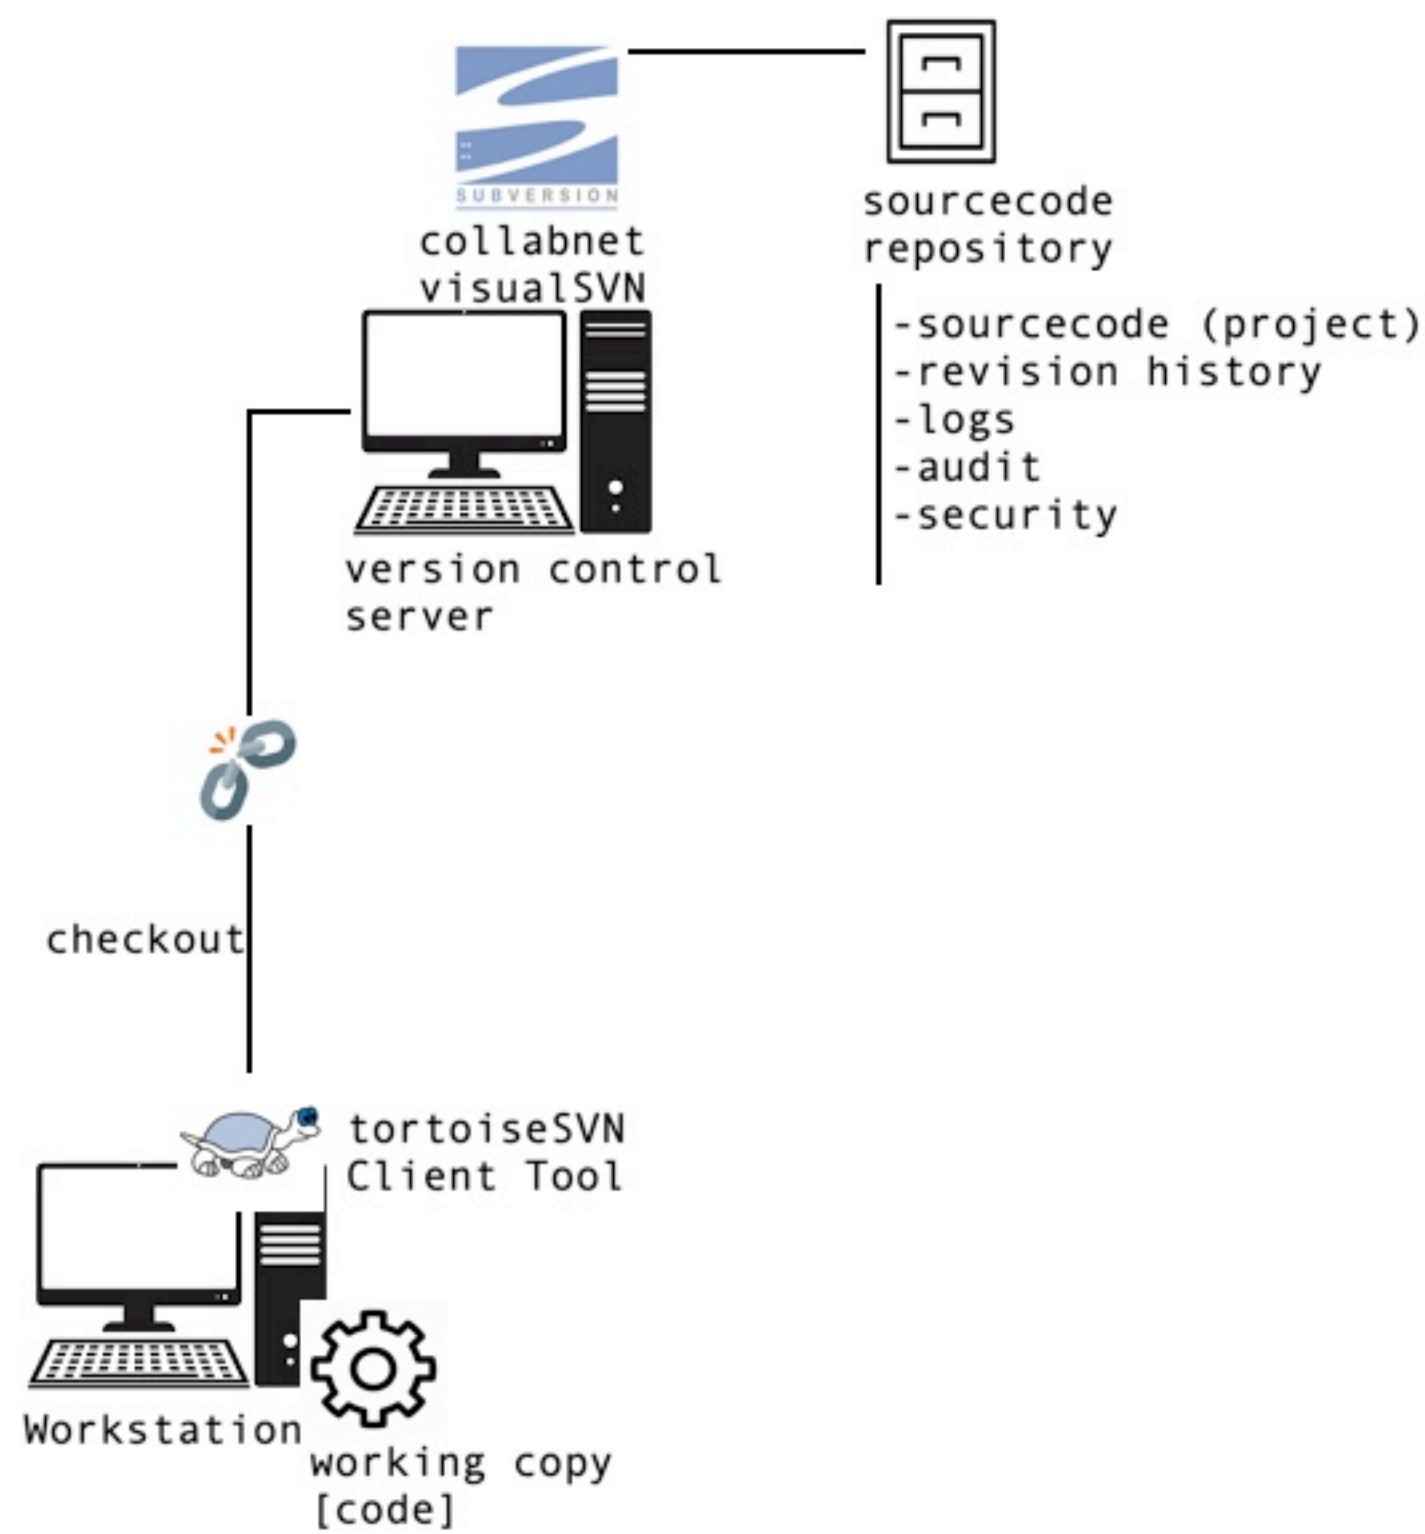 SUBVERSION
collabnet
visualSVN
sourcecode
repository
-sourcecode (project)
-revision history
-logs
-audit
-security
version control
server
checkout
tortoiseSVN
Client Tool
Workstation
working copy
[code]